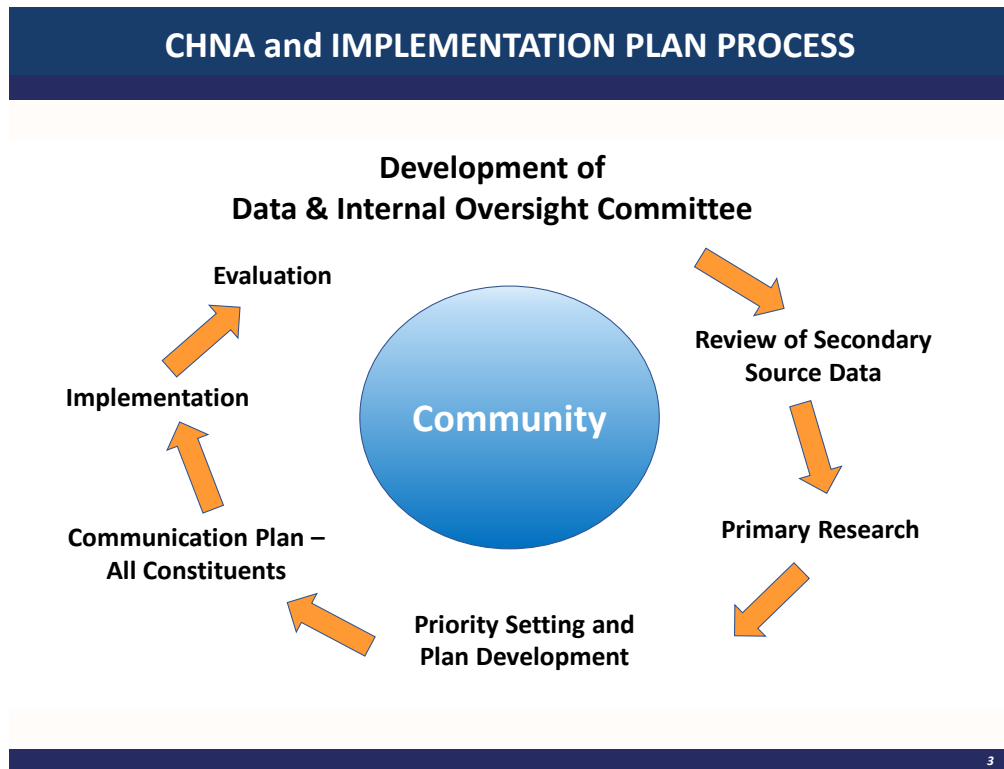 CHNA and IMPLEMENTATION PLAN PROCESS
Development of
Data & Internal Oversight Committee
Review of Secondary
Source Data
Primary Research
Priority Setting and
Plan Development
Communication Plan –
All Constituents
Implementation
Evaluation
Community
3